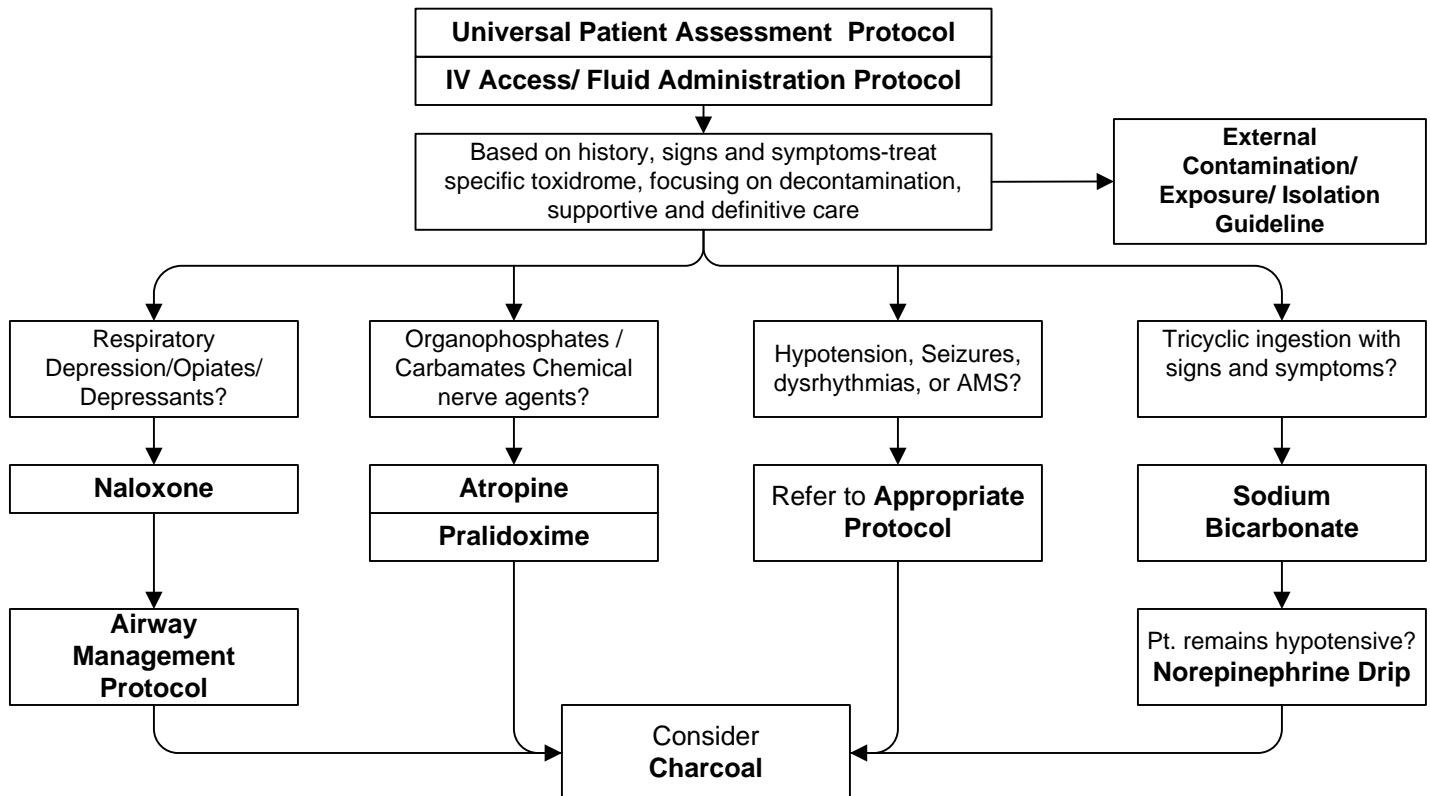 Universal Patient Assessment Protocol
IV Access/ Fluid Administration Protocol
Based on history, signs and symptoms-treat
specific toxidrome, focusing on decontamination,
supportive and definitive care
External
Contamination/
Exposure/ Isolation
Guideline
Respiratory
Depression/Opiates/
Depressants?
Organophosphates /
Carbamates Chemical
nerve agents?
Hypotension, Seizures,
dysrhythmias, or AMS?
Tricyclic ingestion with
signs and symptoms?
Naloxone
Atropine
Pralidoxime
Refer to Appropriate
Protocol
Sodium
Bicarbonate
Airway
Management
Protocol
Pt. remains hypotensive?
Norepinephrine Drip
Consider
Charcoal